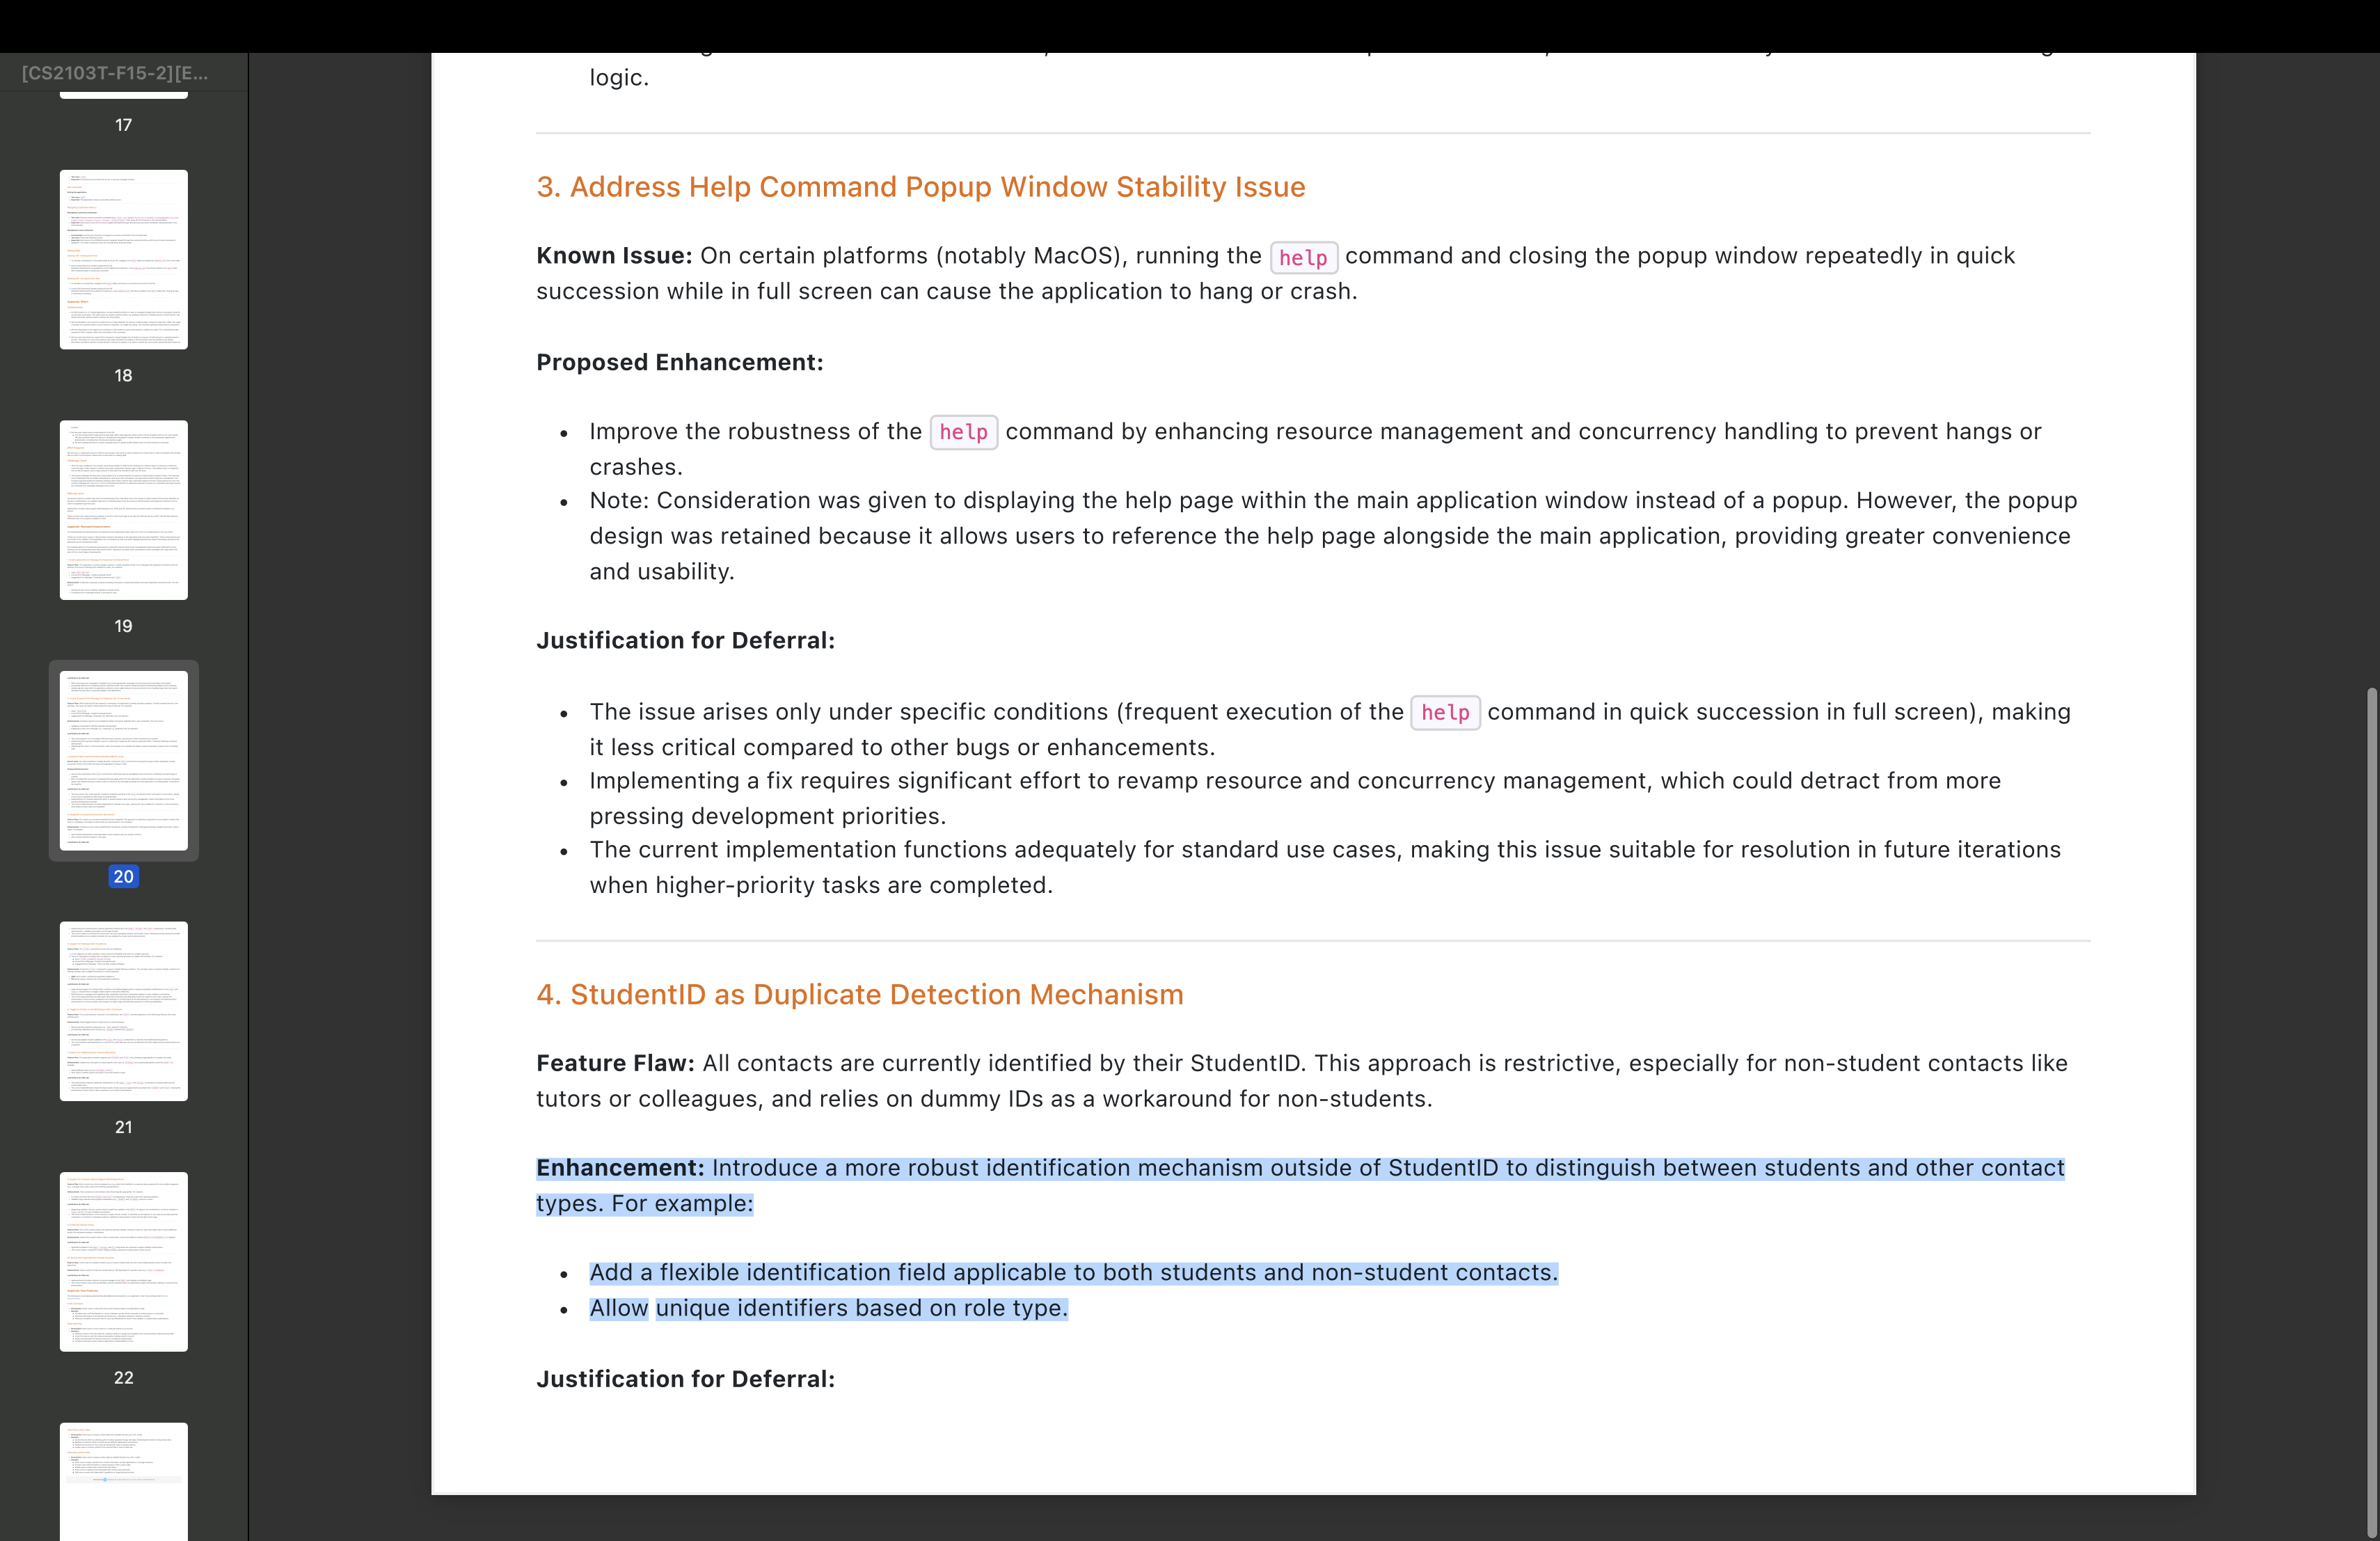 [CS2103T-F15-2][E...
17
18
19
20
21
22
logic.
3. Address Help Command Popup Window Stability Issue
Known Issue: On certain platforms (notably MacOS), running the help command and closing the popup window repeatedly in quick
succession while in full screen can cause the application to hang or crash.
Proposed Enhancement:
• Improve the robustness of the help command by enhancing resource management and concurrency handling to prevent hangs or
crashes.
• Note: Consideration was given to displaying the help page within the main application window instead of a popup. However, the popup
design was retained because it allows users to reference the help page alongside the main application, providing greater convenience
and usability.
Justification for Deferral:
• The issue arises only under specific conditions (frequent execution of the help command in quick succession in full screen), making
it less critical compared to other bugs or enhancements.
• Implementing a fix requires significant effort to revamp resource and concurrency management, which could detract from more
pressing development priorities.
• The current implementation functions adequately for standard use cases, making this issue suitable for resolution in future iterations
when higher-priority tasks are completed.
4. StudentID as Duplicate Detection Mechanism
Feature Flaw: All contacts are currently identified by their StudentID. This approach is restrictive, especially for non-student contacts like
tutors or colleagues, and relies on dummy IDs as a workaround for non-students.
Enhancement: Introduce a more robust identification mechanism outside of StudentID to distinguish between students and other contact
types. For example:
• Add a flexible identification field applicable to both students and non-student contacts.
• Allow unique identifiers based on role type.
Justification for Deferral: